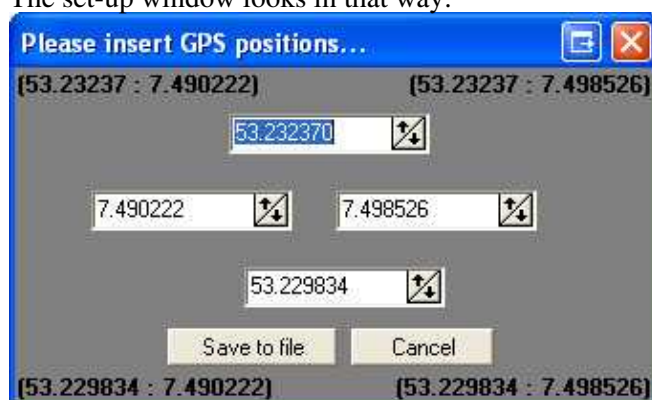 The set-up window looks in that way:
Please insert GPS positions...
(53.23237 : 7.490222) (53.23237 : 7.498526)
53.232370
7.490222 7.498526
53.229834
Save to file Cancel
(53.229834 : 7.490222) (53.229834 : 7.498526)